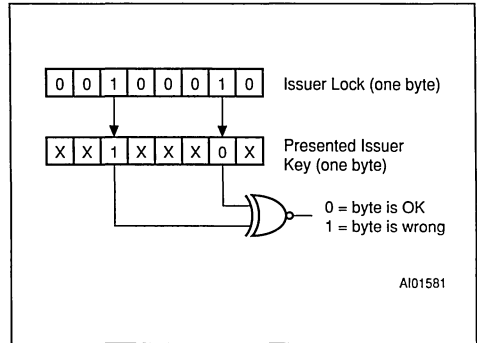 0 0 1 0 0 0 1 0 Issuer Lock (one byte)
X X 1 X X X 0 X Presented Issuer
Key (one byte)
0 = byte is OK
1 = byte is wrong
AI01581